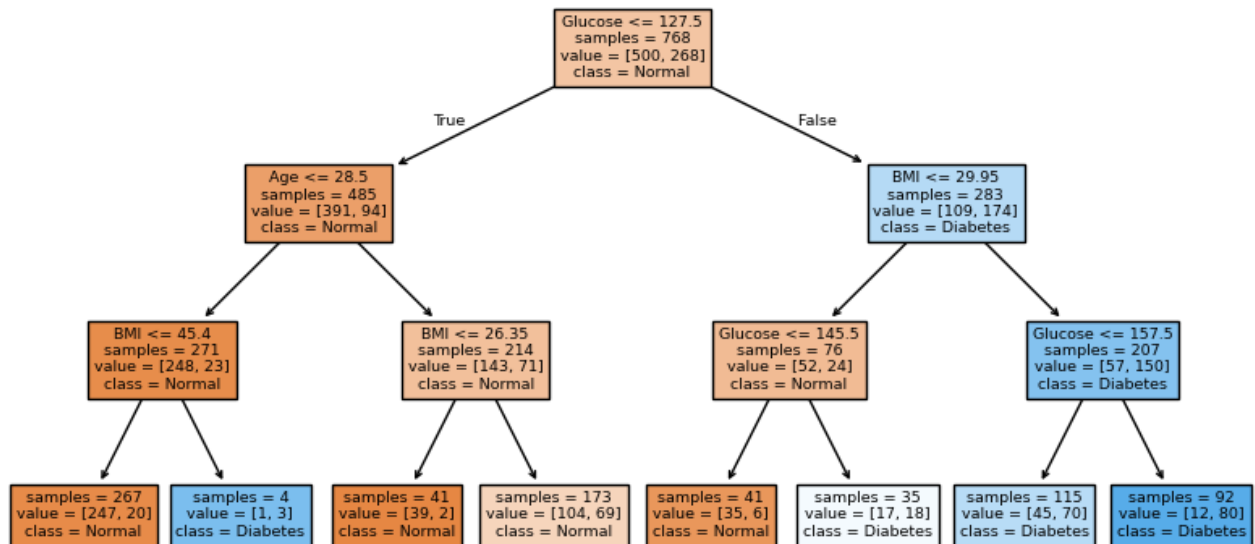 Glucose <= 127.5
samples = 768
value = [500, 268]
class = Normal
True
False
Age <= 28.5
samples = 485
value = [391, 94]
class = Normal
BMI <= 29.95
samples = 283
value = [109, 174]
class = Diabetes
BMI <= 45.4
samples = 271
value = [248, 23]
class = Normal
BMI <= 26.35
samples = 214
value = [143, 71]
class = Normal
Glucose <= 145.5
samples = 76
value = [52, 24]
class = Normal
Glucose <= 157.5
samples = 207
value = [57, 150]
class = Diabetes
samples = 267
value = [247, 20]
class = Normal
samples = 4
value = [1, 3]
class = Diabetes
samples = 41
value = [39, 2]
class = Normal
samples = 173
value = [104, 69]
class = Normal
samples = 41
value = [35, 6]
class = Normal
samples = 35
value = [17, 18]
class = Diabetes
samples = 115
value = [45, 70]
class = Diabetes
samples = 92
value = [12, 80]
class = Diabetes